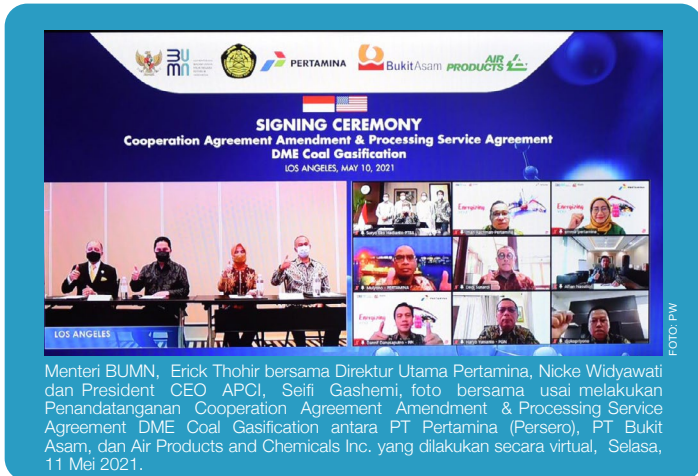 BUMN
PERTAMINA
BukitAsam
AIR PRODUCTS
SIGNING CEREMONY
Cooperation Agreement Amendment & Processing Service Agreement
DME Coal Gasification
LOS ANGELES, MAY 10, 2021
LOS ANGELES
Energizing
FOTO: PW
Menteri BUMN, Erick Thohir bersama Direktur Utama Pertamina, Nicke Widyawati
dan President CEO APCI, Seifi Gashemi, foto bersama usai melakukan
Penandatanganan Cooperation Agreement Amendment & Processing Service
Agreement DME Coal Gasification antara PT Pertamina (Persero), PT Bukit
Asam, dan Air Products and Chemicals Inc. yang dilakukan secara virtual, Selasa,
11 Mei 2021.